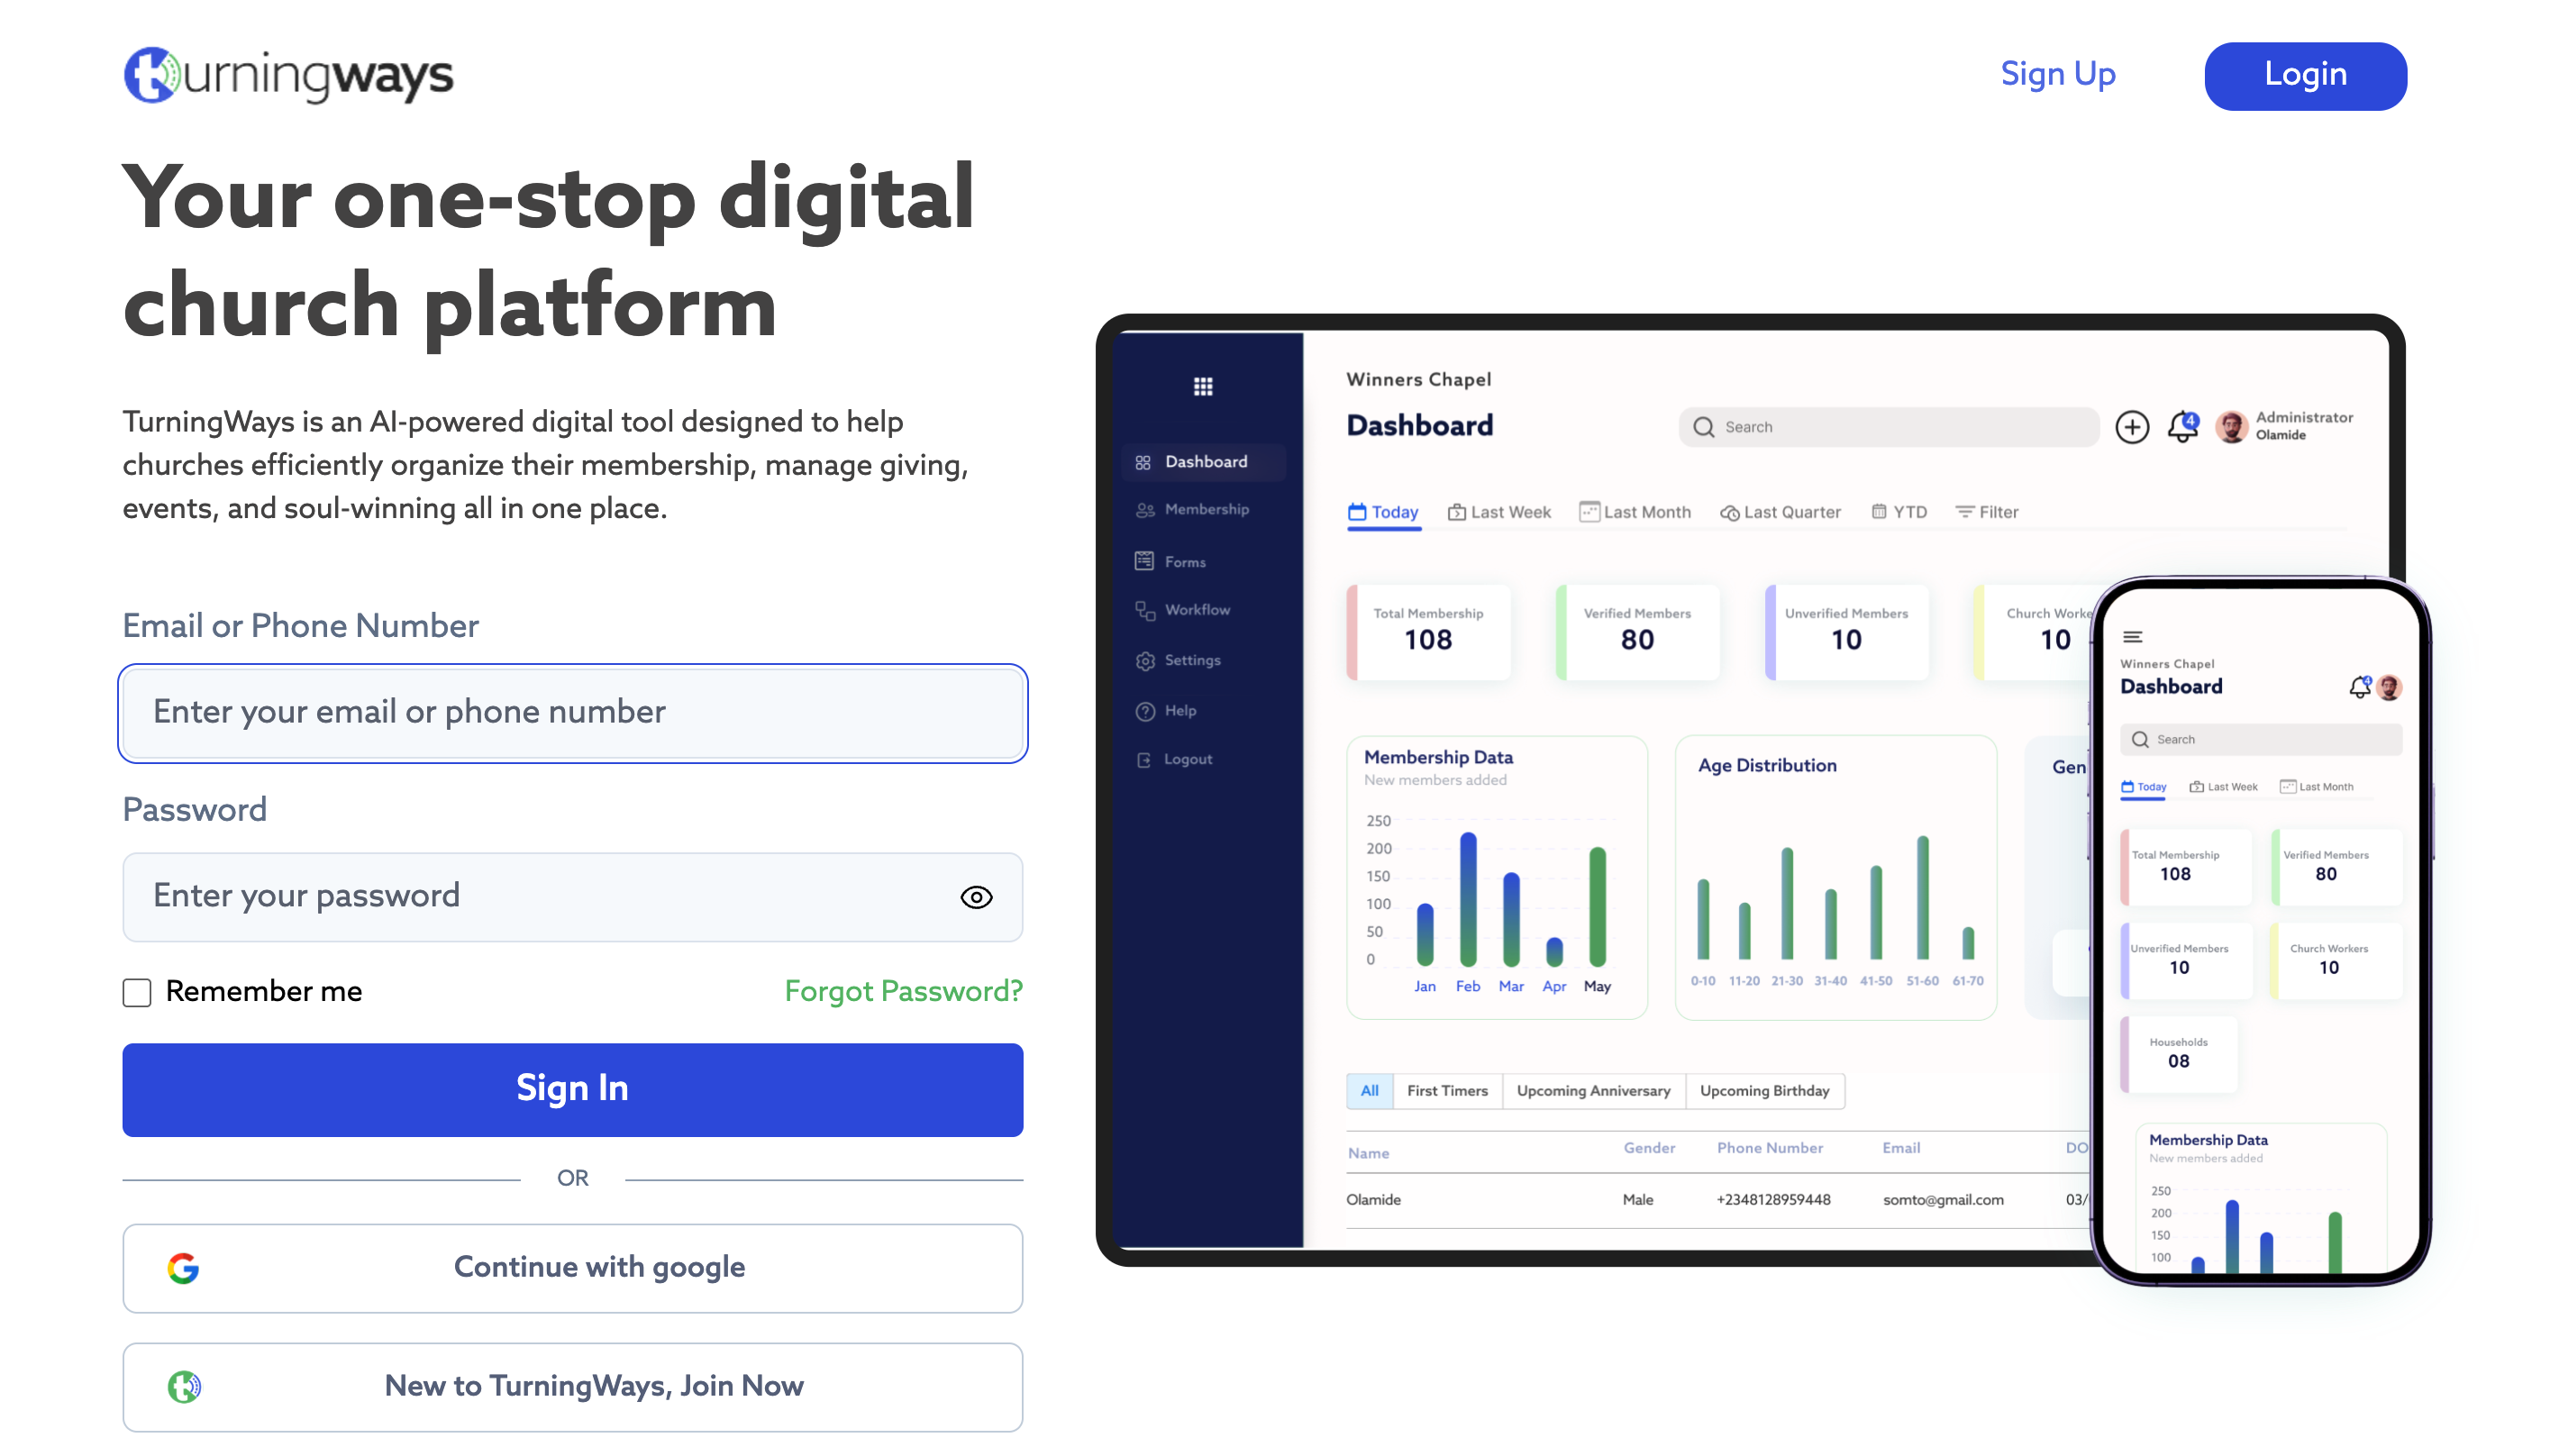 turningways
Sign Up
Login
Your one-stop digital
church platform
TurningWays is an AI-powered digital tool designed to help
churches efficiently organize their membership, manage giving,
events, and soul-winning all in one place.
Email or Phone Number
Enter your email or phone number
Password
Enter your password
Remember me
Forgot Password?
Sign In
OR
Continue with google
New to TurningWays, Join Now
Dashboard
Membership
Forms
Workflow
Settings
Help
Logout
Winners Chapel
Dashboard
Search
4
Administrator
Olamide
Today Last Week Last Month Last Quarter YTD Filter
Total Membership
108
Verified Members
80
Unverified Members
10
Church Worke
10
Membership Data
New members added
250
200
150
100
50
0
Jan Feb Mar Apr May
Age Distribution
0-10 11-20 21-30 31-40 41-50 51-60 61-70
Gen
All First Timers Upcoming Anniversary Upcoming Birthday
Name Gender Phone Number Email DO
Olamide Male +2348128959448 somto@gmail.com 03/
Winners Chapel
Dashboard
4
Search
Today Last Week Last Month
Total Membership
108
Verified Members
80
Unverified Members
10
Church Workers
10
Households
08
Membership Data
New members added
250
200
150
100